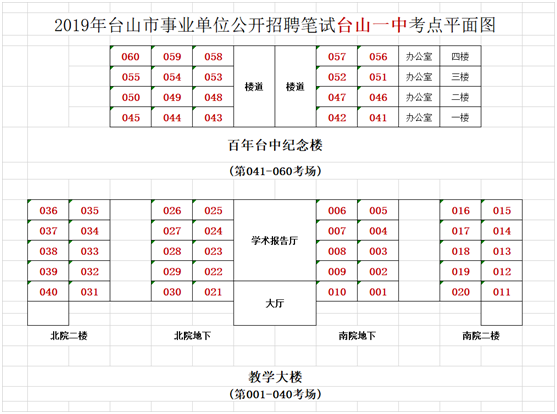 2019年台山市事业单位公开招聘笔试台山一中考点平面图
060 059 058 057 056 办公室 四楼
055 054 053 楼道 楼道 052 051 办公室 三楼
050 049 048 047 046 办公室 二楼
045 044 043 042 041 办公室 一楼
百年台中纪念楼
(第041-060考场)
036 035 026 025 006 005 016 015
037 034 027 024 学术报告厅 007 004 017 014
038 033 028 023 008 003 018 013
039 032 029 022 009 002 019 012
040 031 030 021 大厅 010 001 020 011
北院二楼 北院地下 南院地下 南院二楼
教学大楼
(第001-040考场)